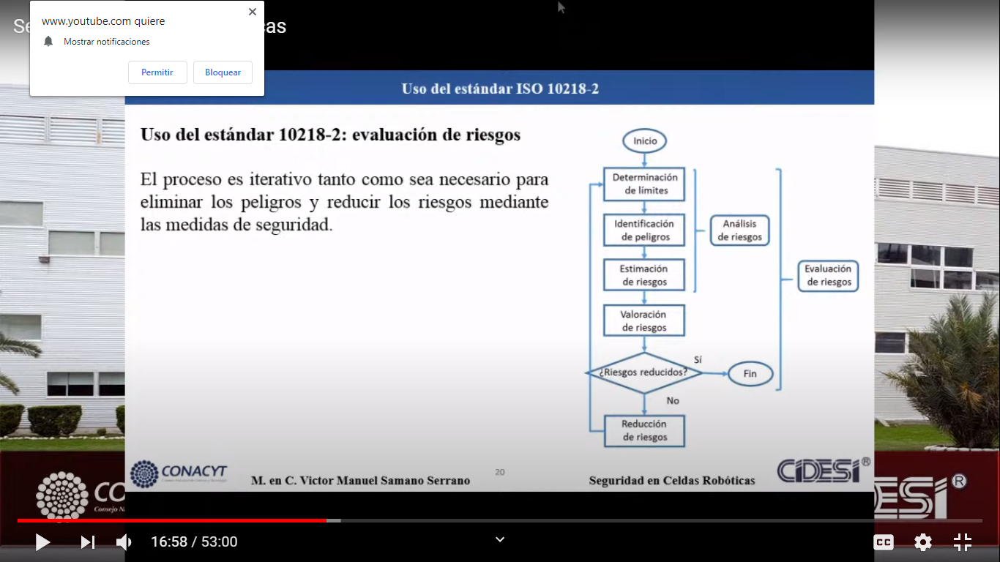 www.youtube.com quiere
Mostrar notificaciones
Permitir
Bloquear
Se
cas
Uso del estándar ISO 10218-2
Uso del estándar 10218-2: evaluación de riesgos
El proceso es iterativo tanto como sea necesario para
eliminar los peligros y reducir los riesgos mediante
las medidas de seguridad.
Inicio
Determinación
de límites
Identificación
de peligros
Estimación
de riesgos
Análisis
de riesgos
Valoración
de riesgos
Evaluación
de riesgos
¿Riesgos reducidos?
Sí
Fin
No
Reducción
de riesgos
CONACYT
M. en C. Victor Manuel Samano Serrano
20
Seguridad en Celdas Robóticas
CIDESI®
CO
Consejo Na
DESI®
16:58 / 53:00
CC